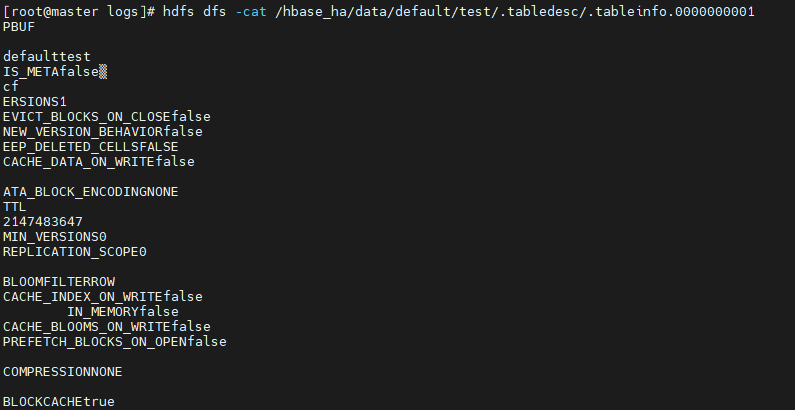 [root@master logs]# hdfs dfs -cat /hbase_ha/data/default/test/.tabledesc/.tableinfo.0000000001
PBUF
defaulttest
IS_METAfalse
cf
ERSIONS1
EVICT_BLOCKS_ON_CLOSEfalse
NEW_VERSION_BEHAVIORfalse
EEP_DELETED_CELLSFALSE
CACHE_DATA_ON_WRITEfalse
ATA_BLOCK_ENCODINGNONE
TTL
2147483647
MIN_VERSIONS0
REPLICATION_SCOPE0
BLOOMFILTERROW
CACHE_INDEX_ON_WRITEfalse
IN_MEMORYfalse
CACHE_BLOOMS_ON_WRITEfalse
PREFETCH_BLOCKS_ON_OPENfalse
COMPRESSIONNONE
BLOCKCACHEtrue